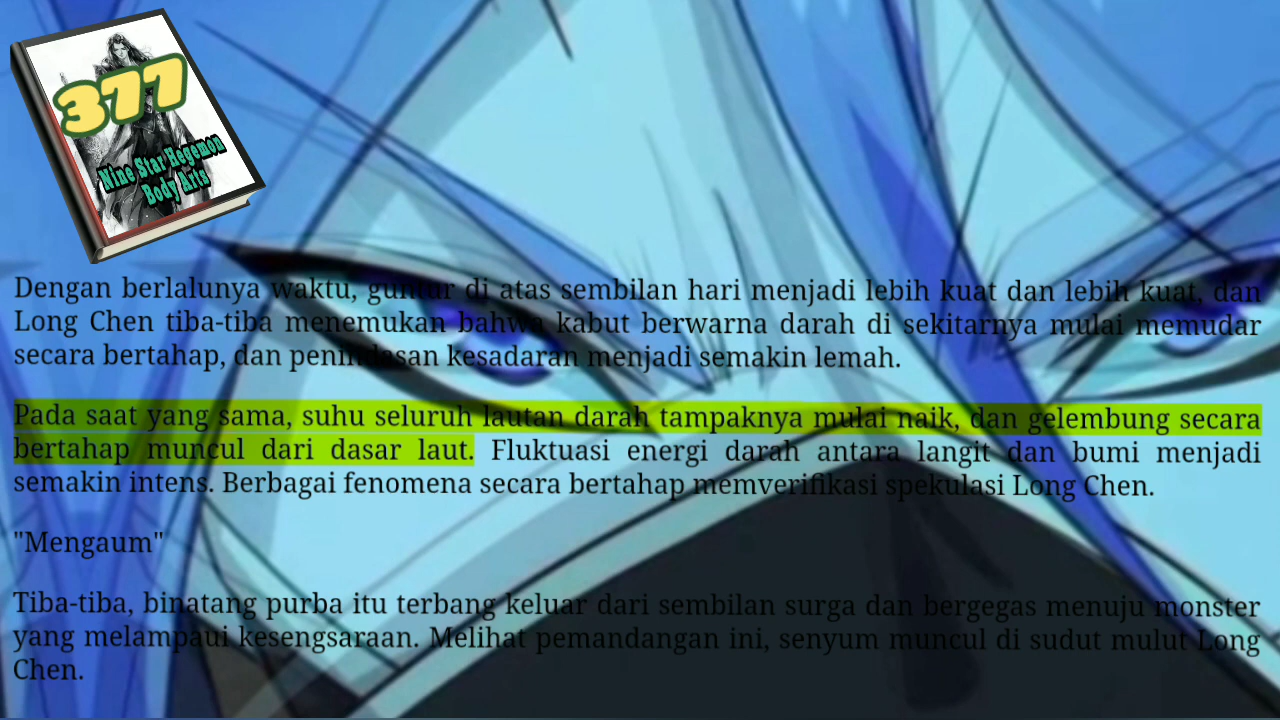 377
Nine Star Hegemon
Body Arts
Dengan berlalunya waktu, guntur di atas sembilan hari menjadi lebih kuat dan lebih kuat, dan
Long Chen tiba-tiba menemukan bahwa kabut berwarna darah di sekitarnya mulai memudar
secara bertahap, dan penindasan kesadaran menjadi semakin lemah.
Pada saat yang sama, suhu seluruh lautan darah tampaknya mulai naik, dan gelembung secara
bertahap muncul dari dasar laut. Fluktuasi energi darah antara langit dan bumi menjadi
semakin intens. Berbagai fenomena secara bertahap memverifikasi spekulasi Long Chen.
"Mengaum"
Tiba-tiba, binatang purba itu terbang keluar dari sembilan surga dan bergegas menuju monster
yang melampaui kesengsaraan. Melihat pemandangan ini, senyum muncul di sudut mulut Long
Chen.